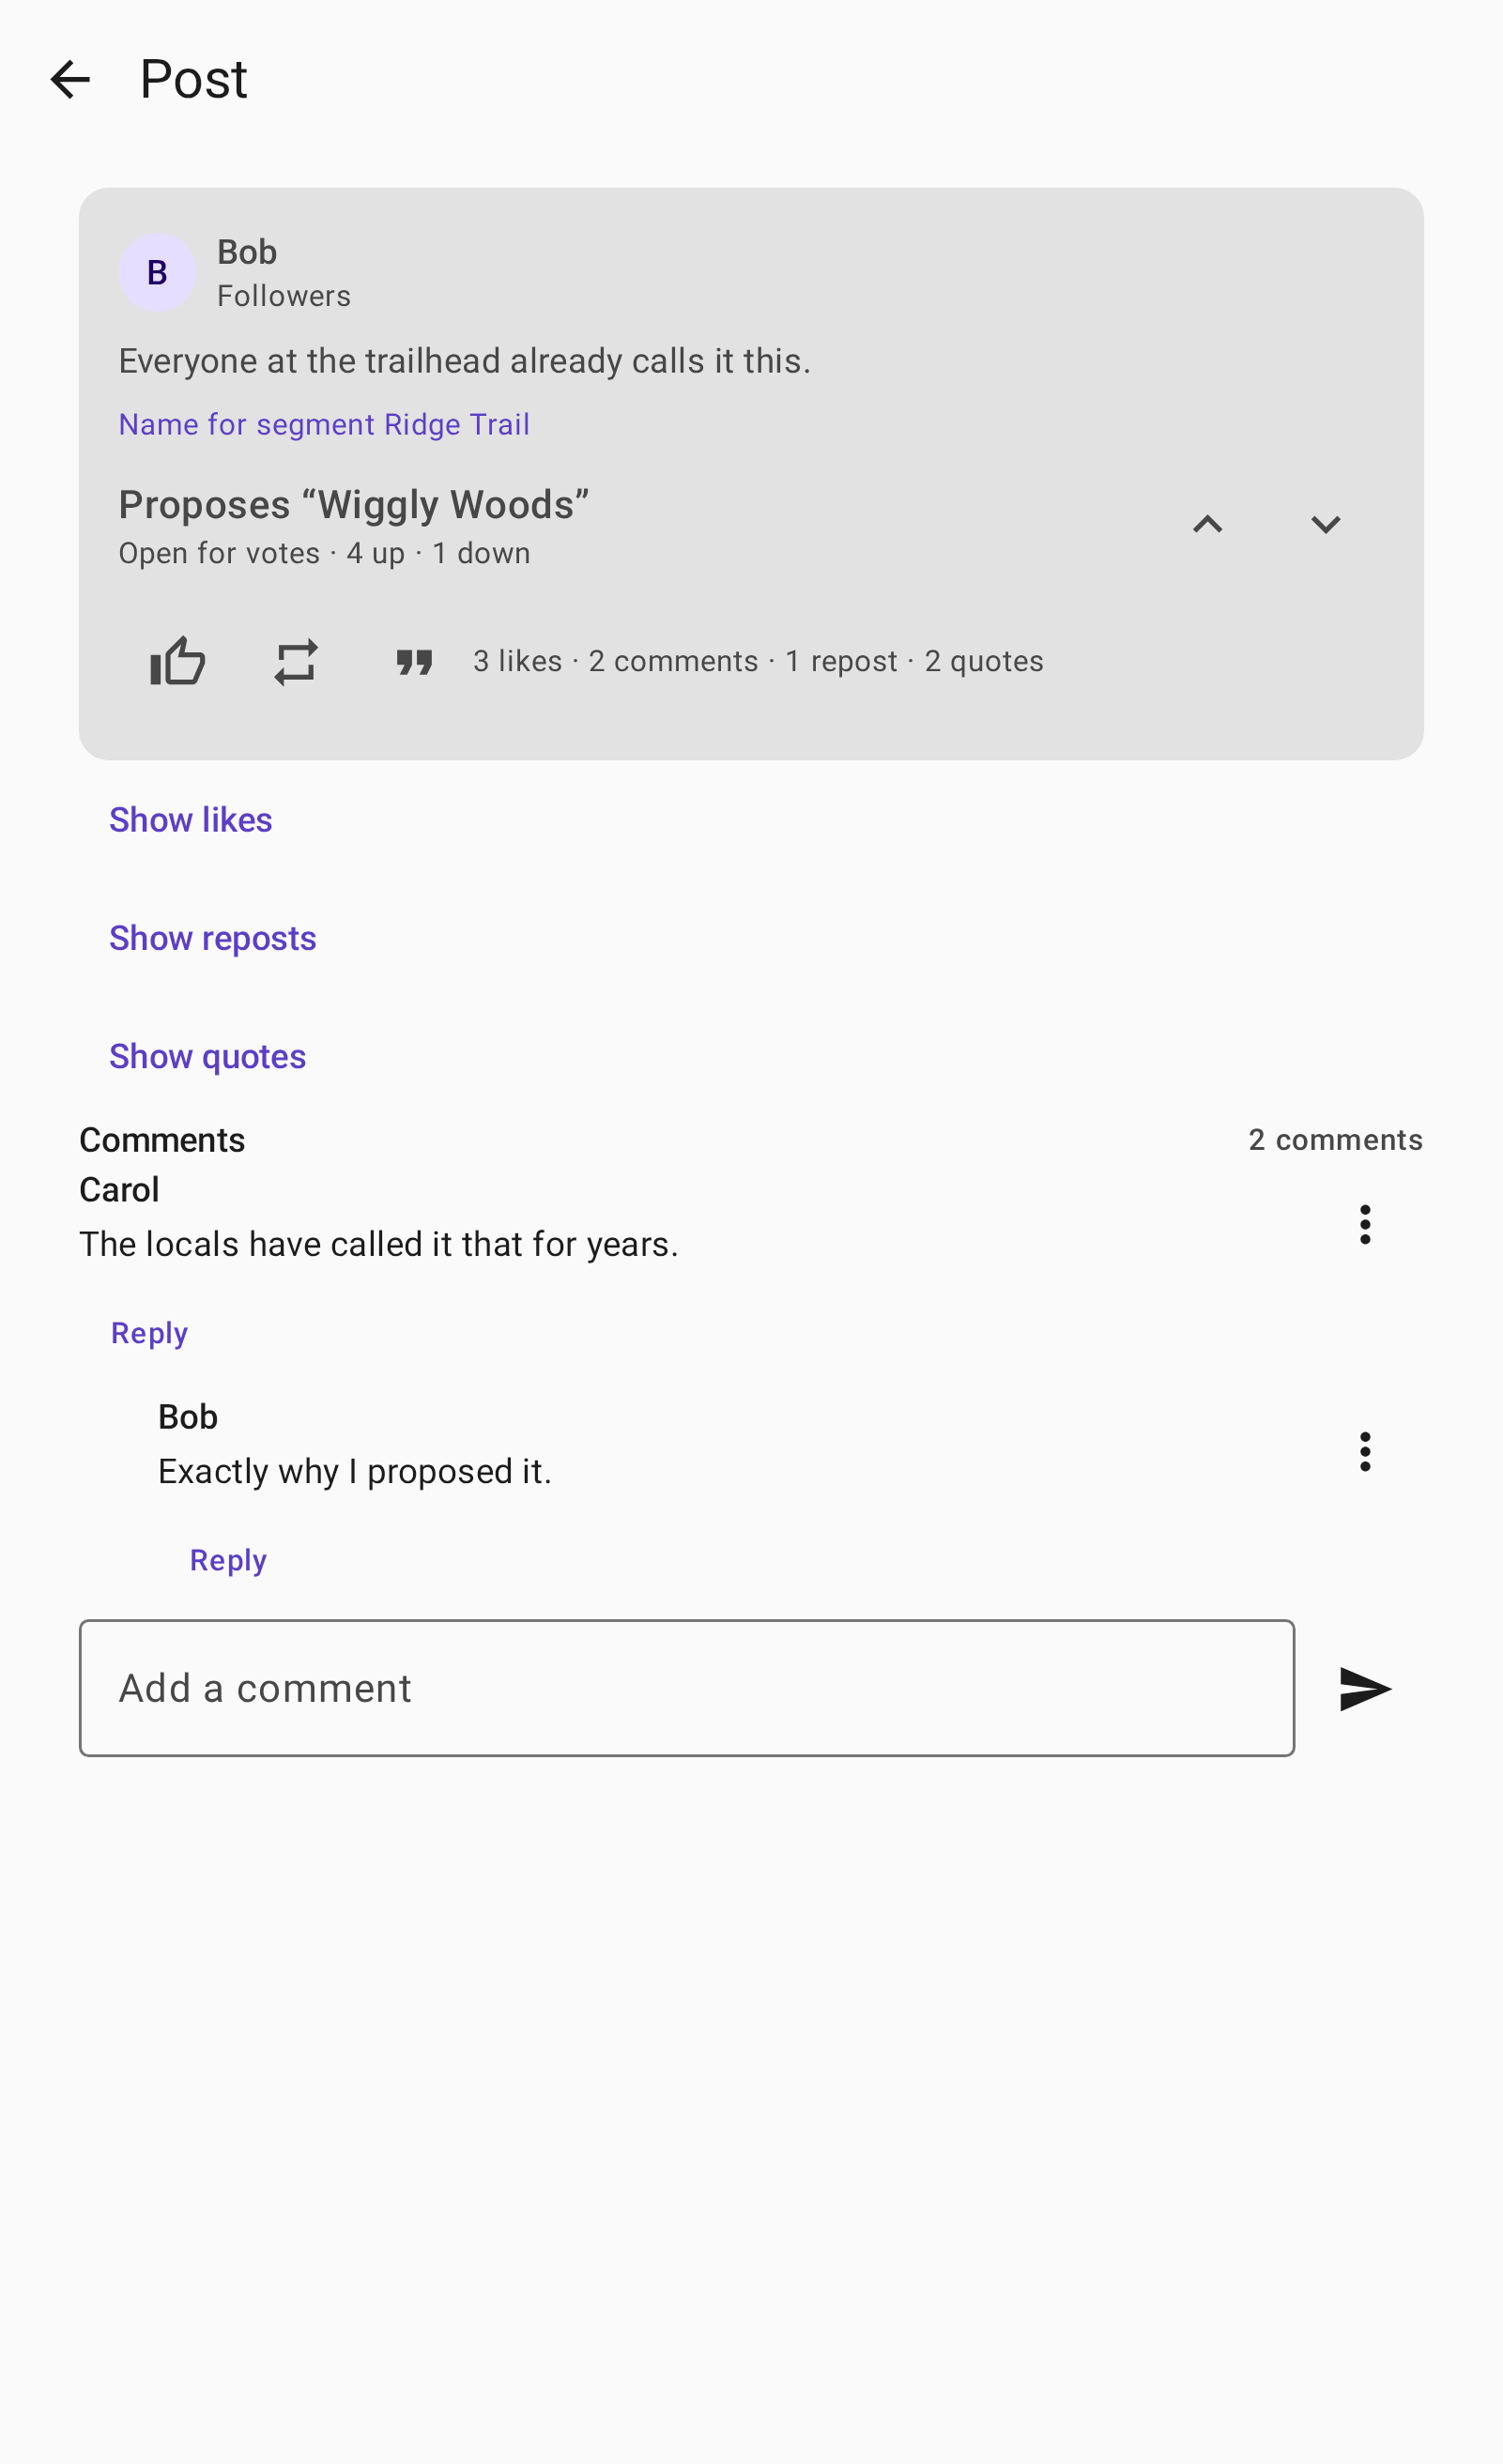 Post
B
Bob
Followers
Everyone at the trailhead already calls it this.
Name for segment Ridge Trail
Proposes “Wiggly Woods”
Open for votes · 4 up · 1 down
3 likes · 2 comments · 1 repost · 2 quotes
Show likes
Show reposts
Show quotes
Comments
2 comments
Carol
The locals have called it that for years.
Reply
Bob
Exactly why I proposed it.
Reply
Add a comment